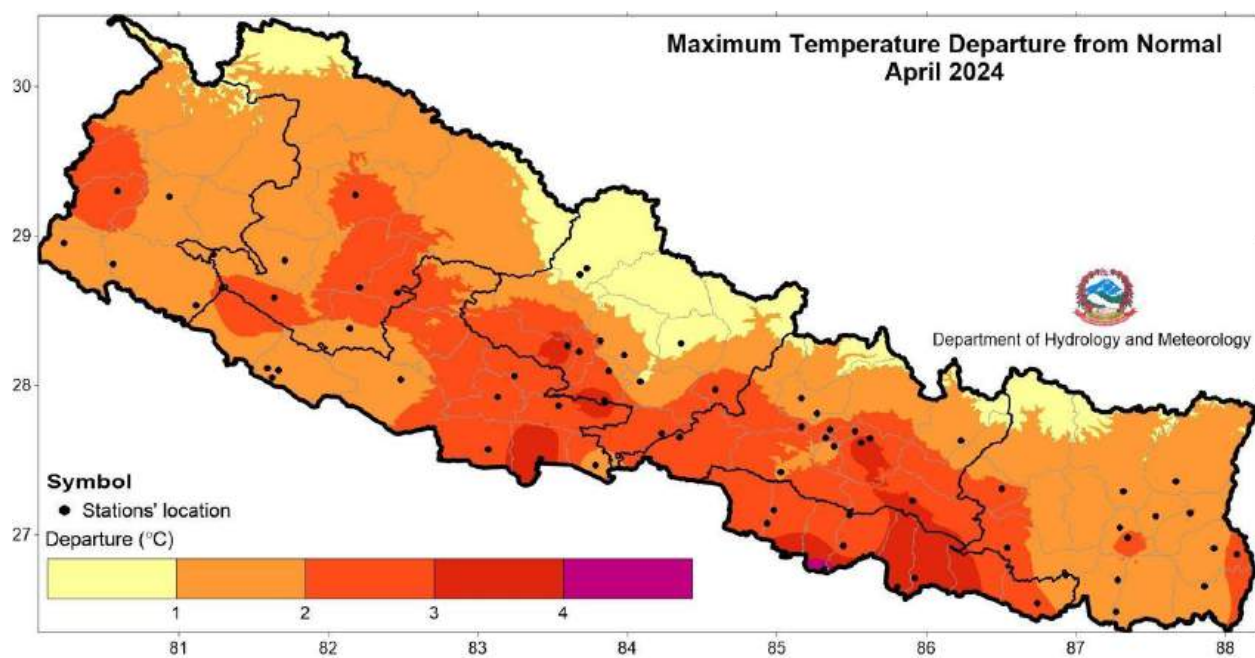 Maximum Temperature Departure from Normal
April 2024
30
29
28
27
Department of Hydrology and Meteorology
Symbol
Stations' location
Departure (°C)
1 2 3 4
81 82 83 84 85 86 87 88